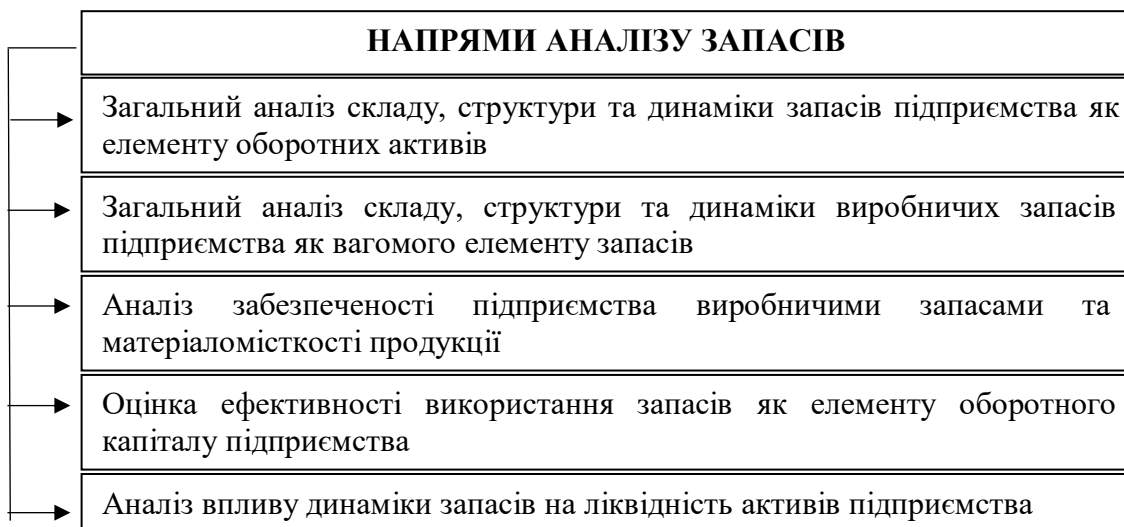 НАПРЯМИ АНАЛІЗУ ЗАПАСІВ
Загальний аналіз складу, структури та динаміки запасів підприємства як
елементу оборотних активів
Загальний аналіз складу, структури та динаміки виробничих запасів
підприємства як вагомого елементу запасів
Аналіз забезпеченості підприємства виробничими запасами та
матеріаломісткості продукції
Оцінка ефективності використання запасів як елементу оборотного
капіталу підприємства
Аналіз впливу динаміки запасів на ліквідність активів підприємства